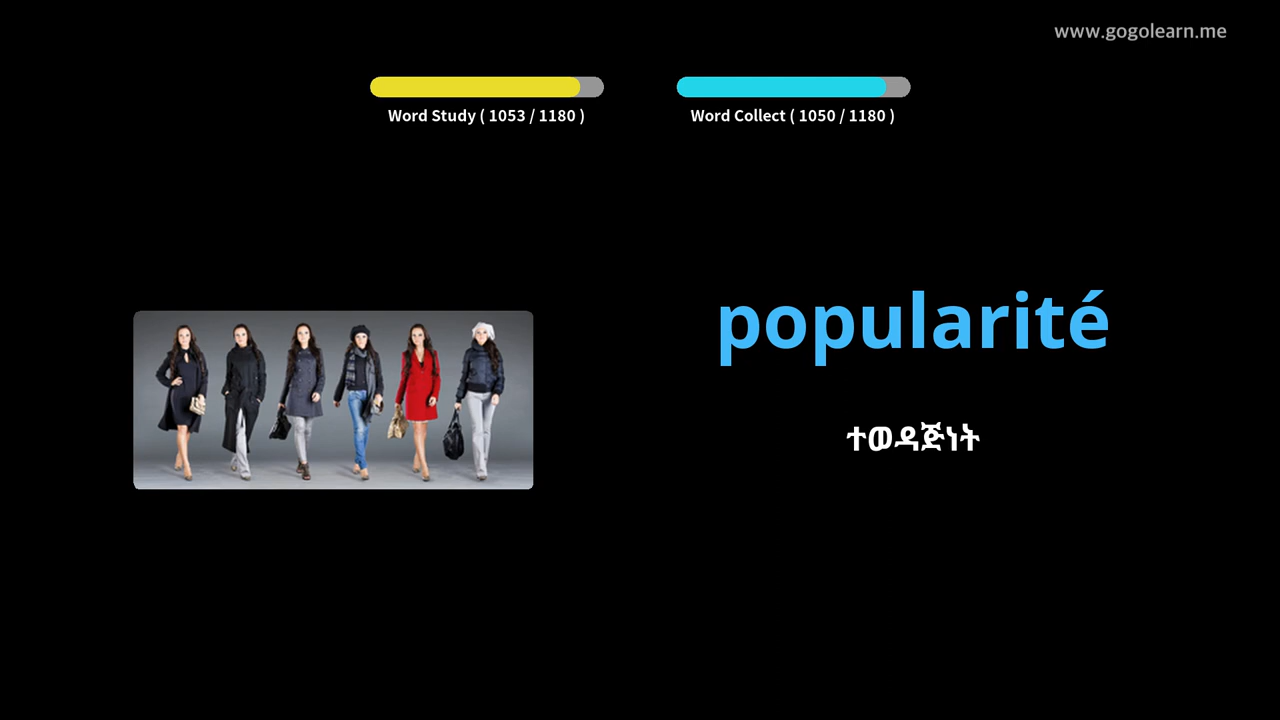 www.gogolearn.me
Word Study ( 1053 / 1180 )
Word Collect ( 1050 / 1180 )
popularité
ተወዳጅነት